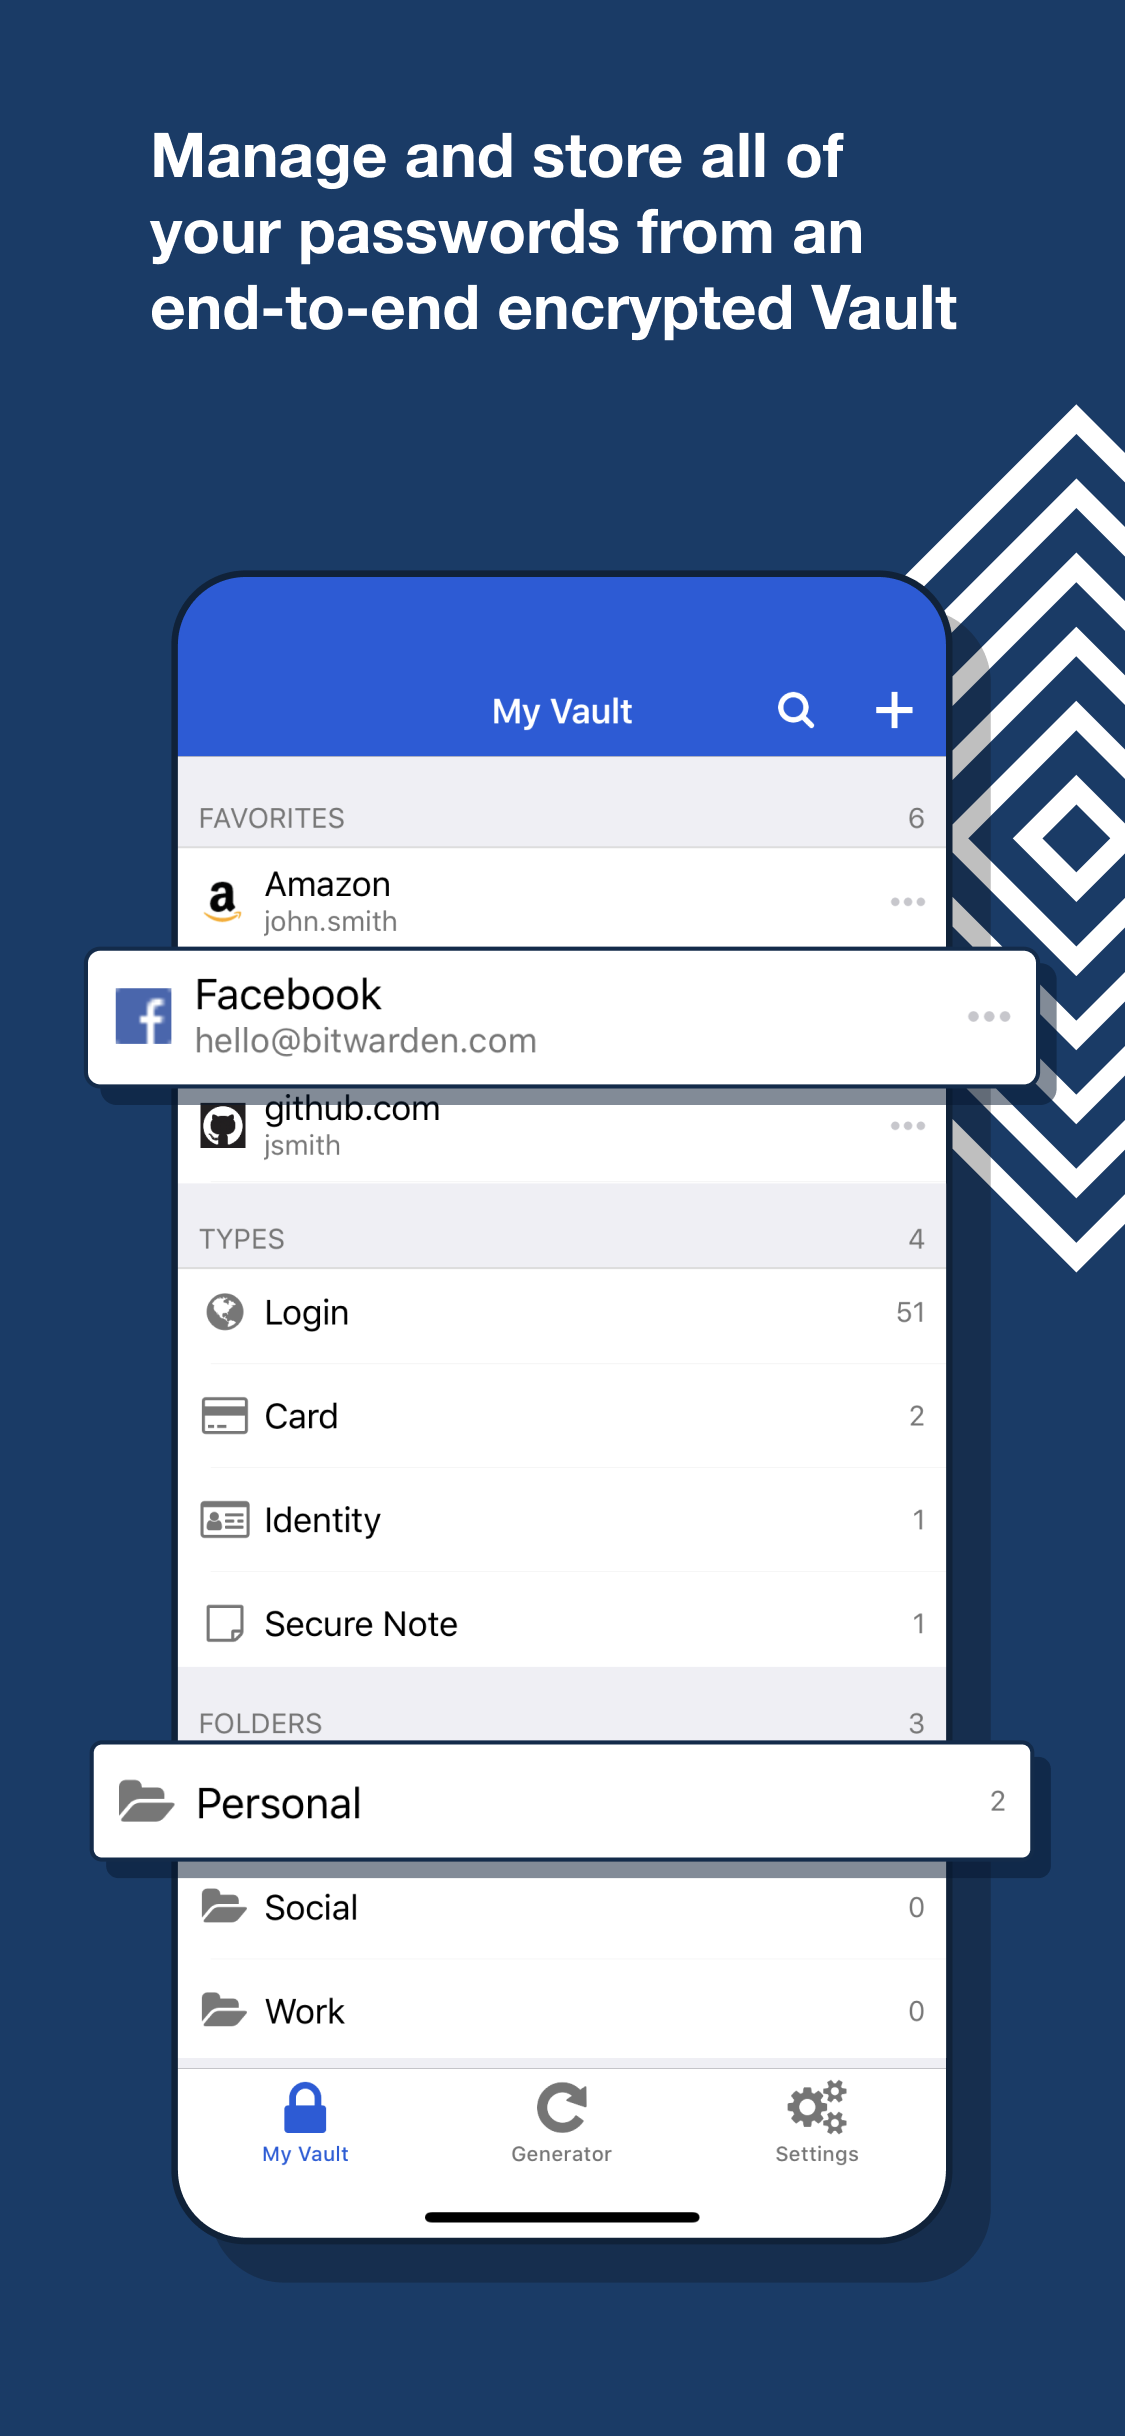 Manage and store all of
your passwords from an
end-to-end encrypted Vault
My Vault
FAVORITES 6
Amazon
john.smith
Facebook
hello@bitwarden.com
github.com
jsmith
TYPES 4
Login 51
Card 2
Identity 1
Secure Note 1
FOLDERS 3
Personal 2
Social 0
Work 0
My Vault Generator Settings